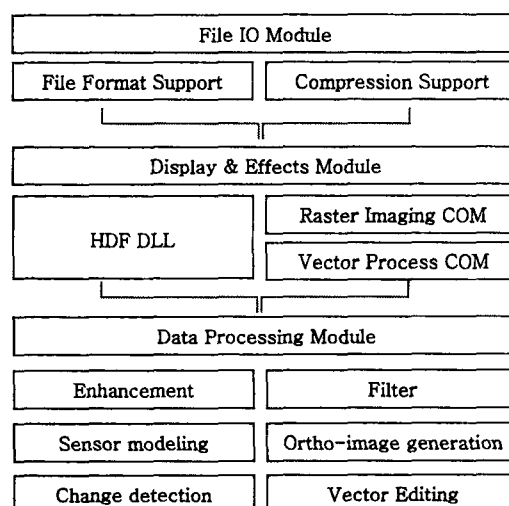 File IO Module
File Format Support
Compression Support
Display & Effects Module
HDF DLL
Raster Imaging COM
Vector Process COM
Data Processing Module
Enhancement
Filter
Sensor modeling
Ortho-image generation
Change detection
Vector Editing